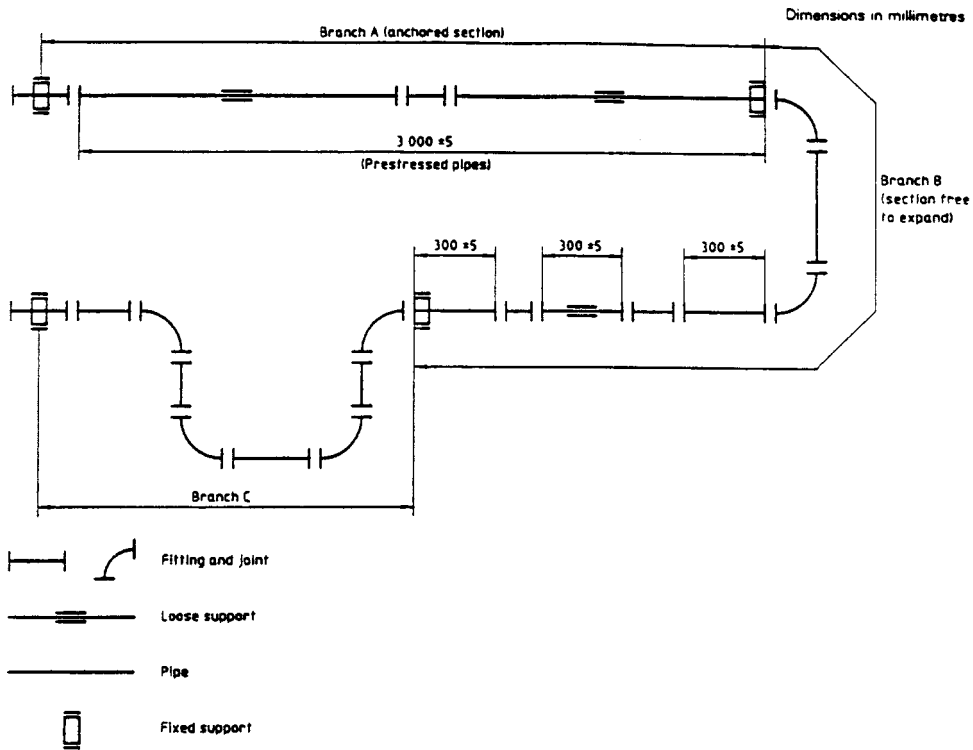 Dimensions in millimetres
Branch A (anchored section)
3 000 ±5
(Prestressed pipes)
Branch B
(section free
to expand)
300 ±5
300 ±5
300 ±5
Branch C
Fitting and joint
Loose support
Pipe
Fixed support